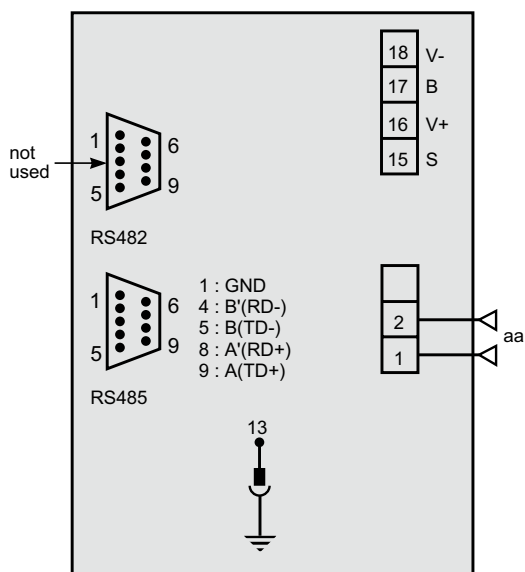 18 V-
17 B
16 V+
15 S
not
used
1
6
5
9
RS482
1
6
5
9
RS485
1 : GND
4 : B'(RD-)
5 : B(TD-)
8 : A'(RD+)
9 : A(TD+)
2
1
aa
13